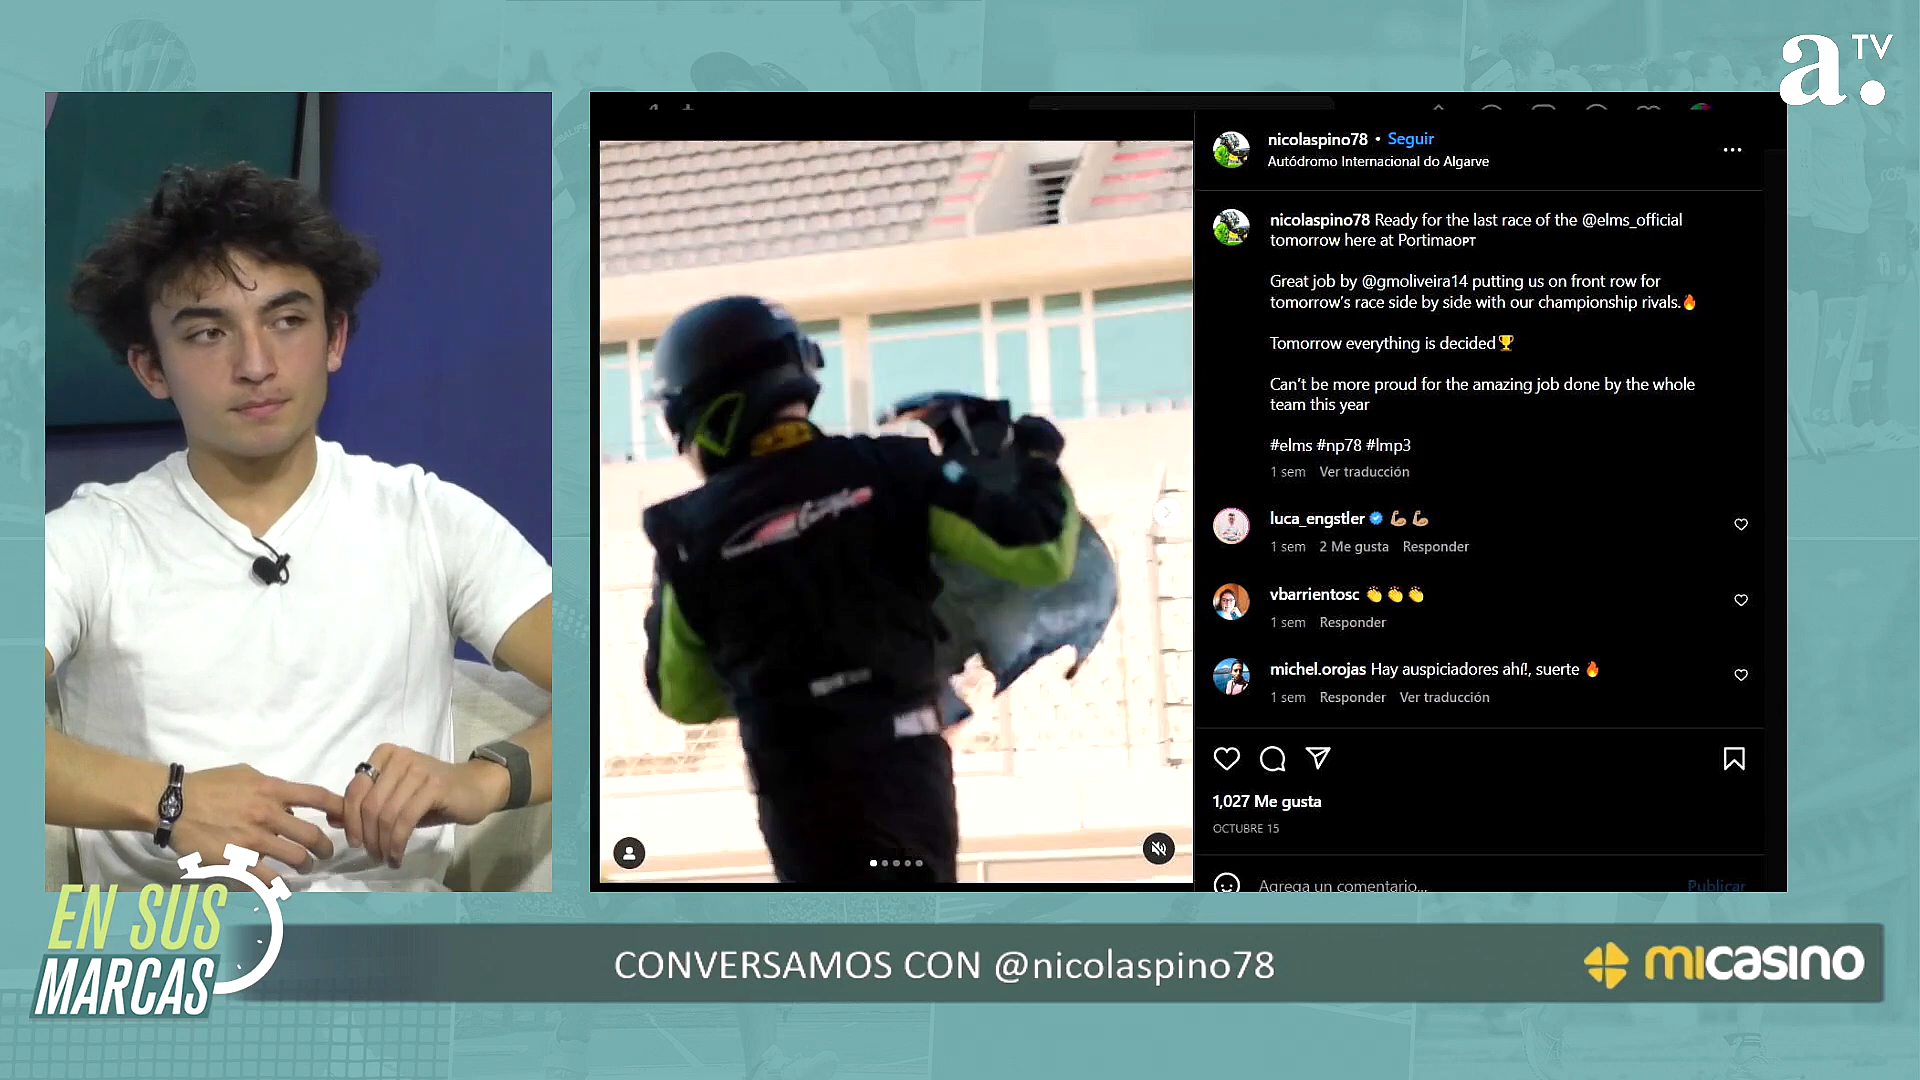 a.TV
nicolaspino78 • Seguir
Autódromo Internacional do Algarve
nicolaspino78 Ready for the last race of the @elms_official
tomorrow here at PortimaoPT
Great job by @gmoliveira14 putting us on front row for
tomorrow's race side by side with our championship rivals.🔥
Tomorrow everything is decided🏆
Can't be more proud for the amazing job done by the whole
team this year
#elms #np78 #lmp3
1 sem Ver traducción
luca_engstler 💪🏼💪🏼
1 sem 2 Me gusta Responder
vbarrientosc 👏👏👏
1 sem Responder
michel.orojas Hay auspiciadores ahí!, suerte 🔥
1 sem Responder Ver traducción
1,027 Me gusta
OCTUBRE 15
Agrega un comentario...
Publicar
EN SUS
MARCAS
CONVERSAMOS CON @nicolaspino78
micasino